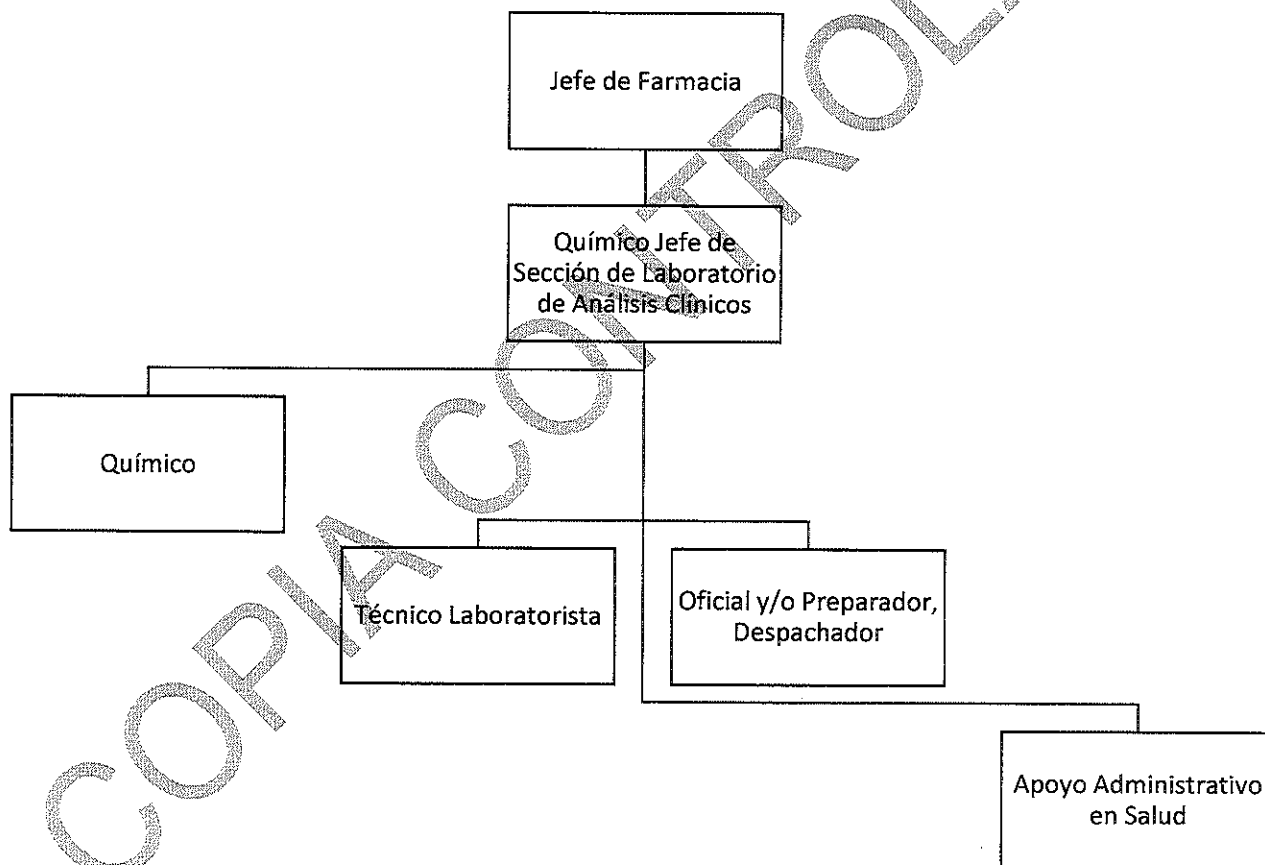 Jefe de Farmacia
Químico Jefe de
Sección de Laboratorio
de Análisis Clínicos
Químico
Técnico Laboratorista
Oficial y/o Preparador,
Despachador
Apoyo Administrativo
en Salud
COPIA CONTROL